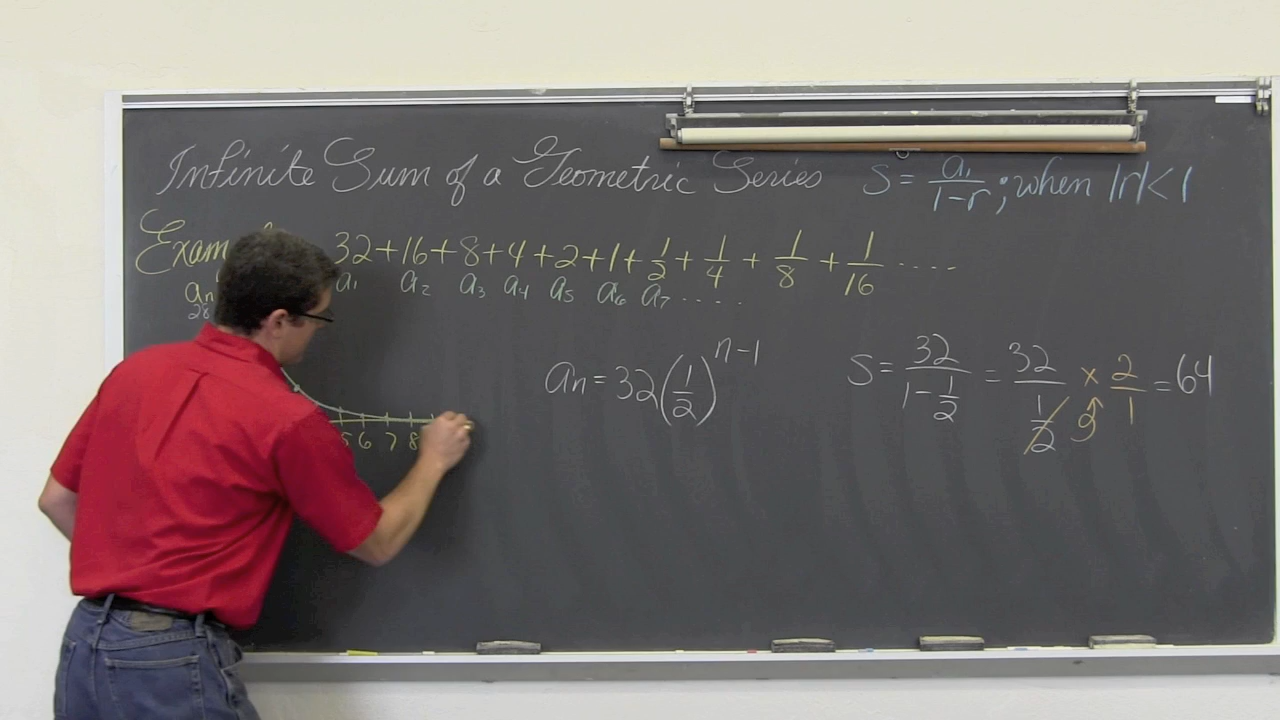 Infinite Sum of a Geometric Series S = a₁/(1-r) ; when |r| < 1
32 + 16 + 8 + 4 + 2 + 1 + 1/2 + 1/4 + 1/8 + 1/16 ....
aₙ a₁ a₂ a₃ a₄ a₅ a₆ a₇ .....
28
aₙ = 32(1/2)ⁿ⁻¹ S = 32/(1-1/2) = 32/(1/2) × 2/1 = 64
5 6 7 8